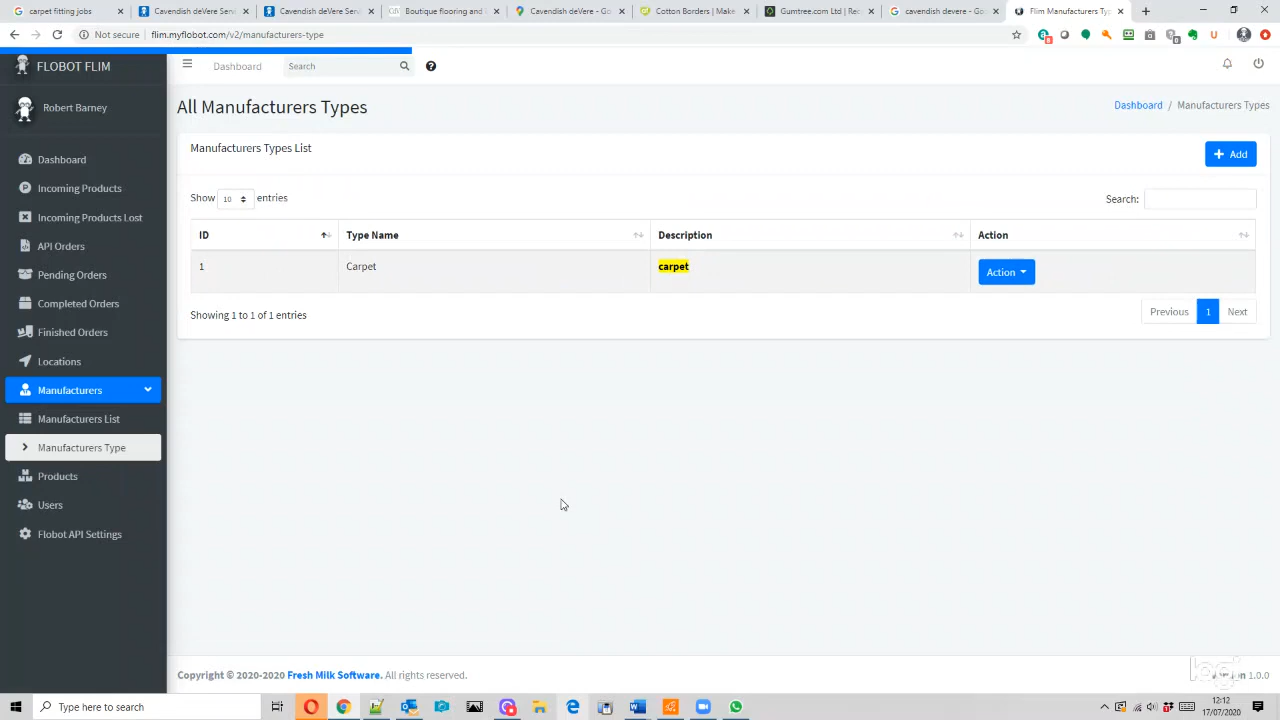 carpet fitting jobs
Cavendish deVere Servi
Cavendish deVere Servi
Boutique flooring and
Cavendish deVere - Go
Cotton Borders | Make
Gumtree.com Ltd | Rec
cavendish devere - Goo
Flim Manufacturers Typ
Not secure | flim.myflobot.com/v2/manufacturers-type
FLOBOT FLIM
Dashboard
Search
Robert Barney
All Manufacturers Types
Dashboard / Manufacturers Types
Dashboard
Incoming Products
Incoming Products Lost
API Orders
Pending Orders
Completed Orders
Finished Orders
Locations
Manufacturers
Manufacturers List
Manufacturers Type
Products
Users
Flobot API Settings
Manufacturers Types List
Add
Show 10 entries
Search:
ID Type Name Description Action
1 Carpet carpet Action
Showing 1 to 1 of 1 entries
Previous 1 Next
Copyright © 2020-2020 Fresh Milk Software. All rights reserved.
1.0.0
Type here to search
12:12
17/07/2020